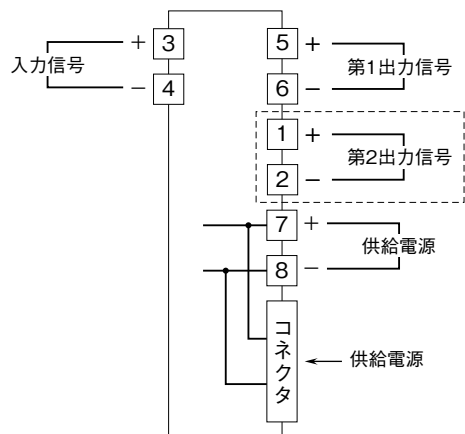 入力信号
+ 3
− 4
5 +
第1出力信号
6 −
1 +
第2出力信号
2 −
7 +
供給電源
8 −
コネクタ
供給電源